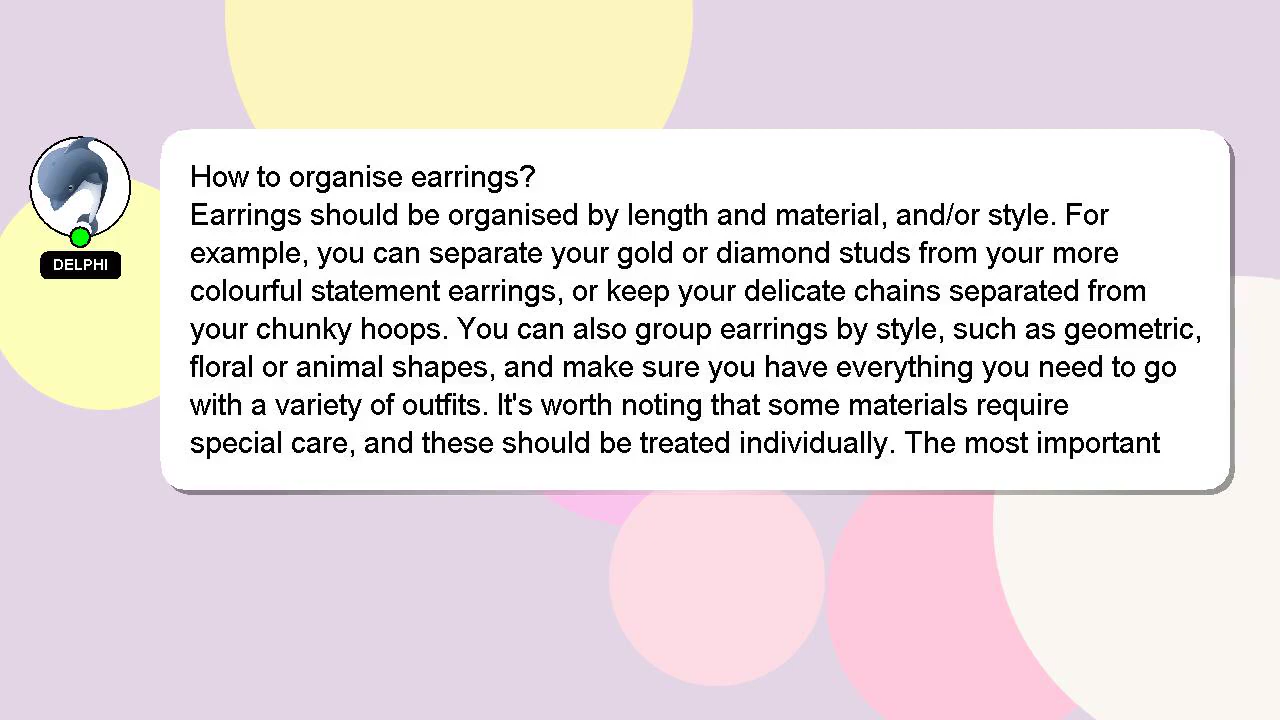 DELPHI
How to organise earrings?
Earrings should be organised by length and material, and/or style. For
example, you can separate your gold or diamond studs from your more
colourful statement earrings, or keep your delicate chains separated from
your chunky hoops. You can also group earrings by style, such as geometric,
floral or animal shapes, and make sure you have everything you need to go
with a variety of outfits. It's worth noting that some materials require
special care, and these should be treated individually. The most important